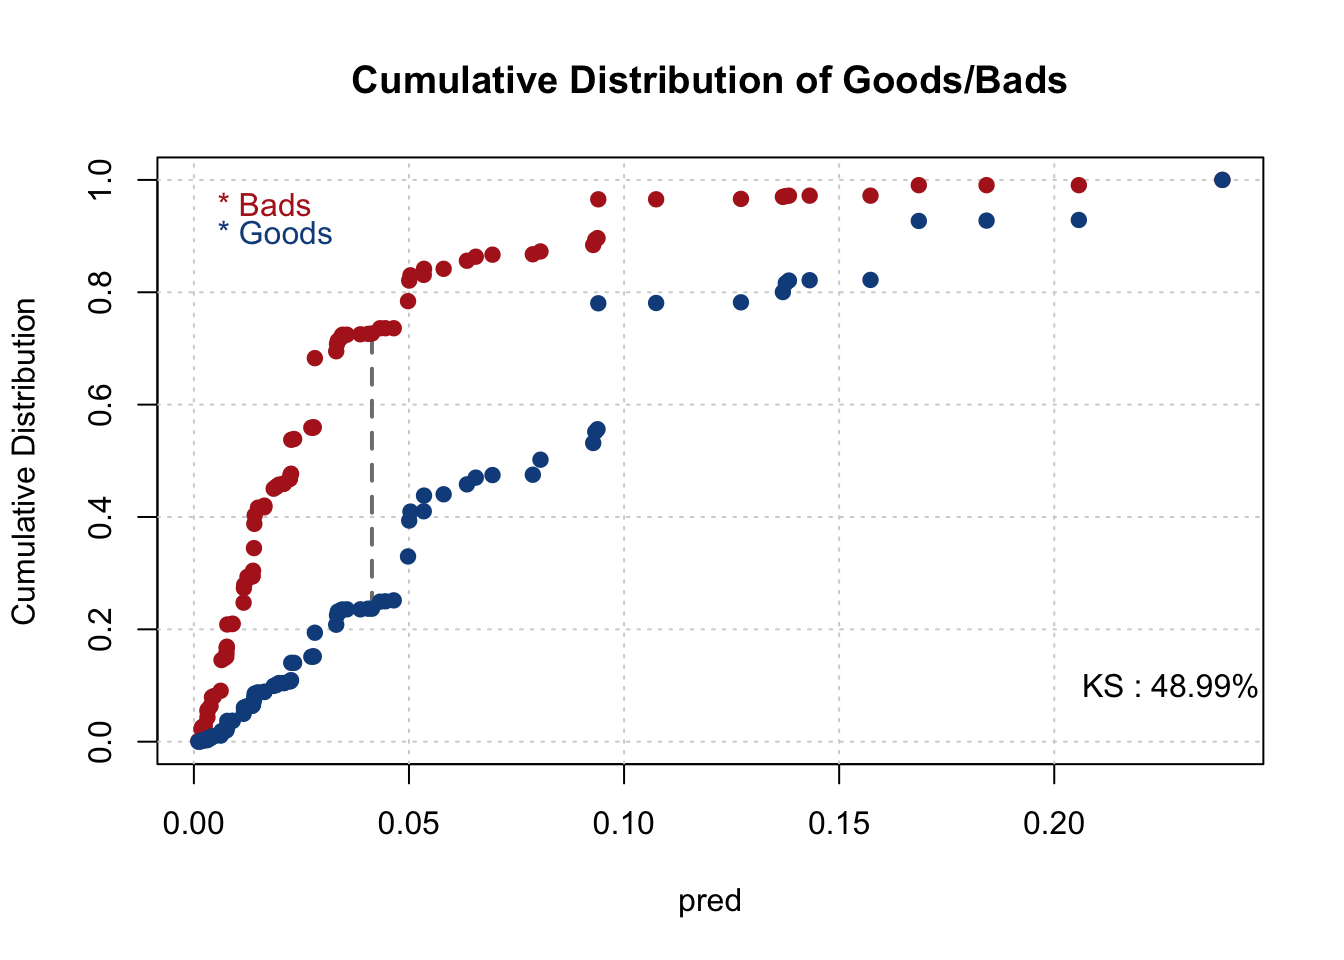 Cumulative Distribution of Goods/Bads
* Bads
* Goods
Cumulative Distribution
1.0
0.8
0.6
0.4
0.2
0.0
KS : 48.99%
0.00 0.05 0.10 0.15 0.20
pred